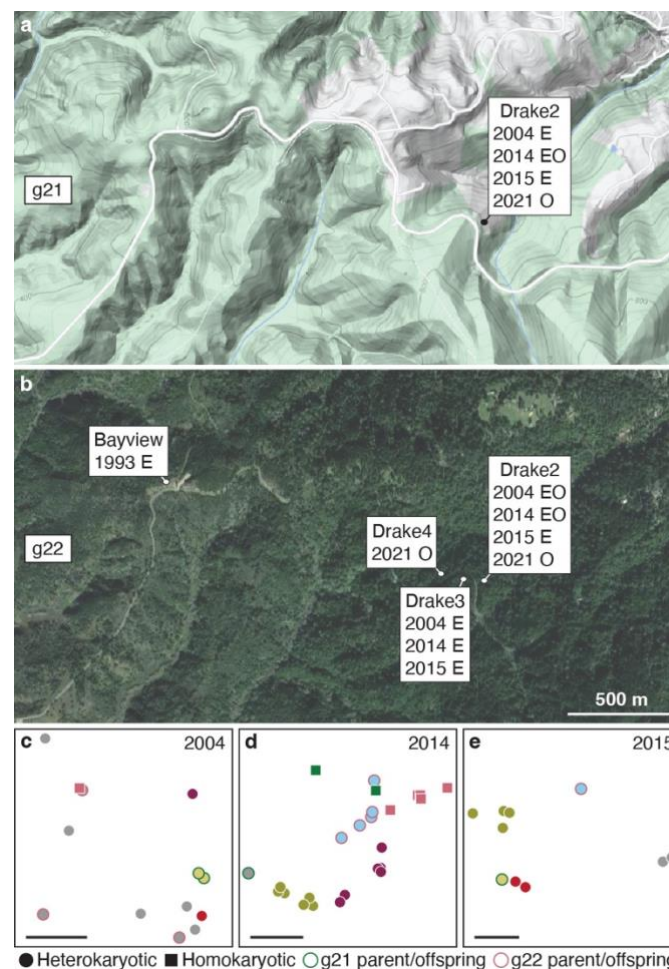 a
Drake2
2004 E
2014 EO
2015 E
2021 O
g21
b
Bayview
1993 E
Drake2
2004 EO
2014 EO
2015 E
2021 O
g22
Drake4
2021 O
Drake3
2004 E
2014 E
2015 E
500 m
c 2004
d 2014
e 2015
Heterokaryotic Homokaryotic g21 parent/offspring g22 parent/offspring